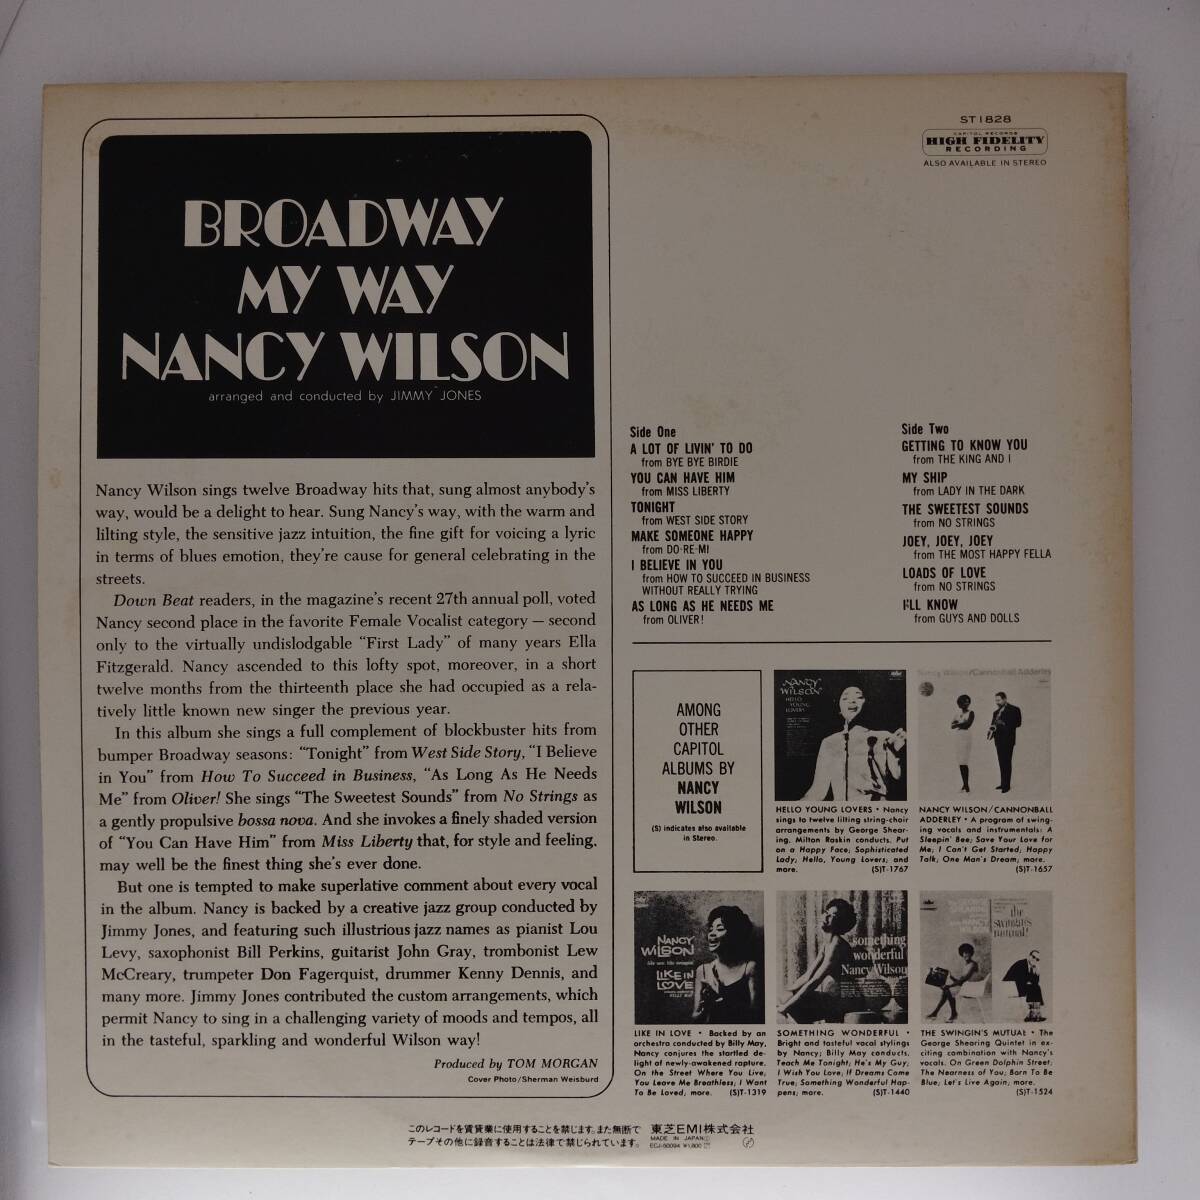 BROADWAY
MY WAY
NANCY WILSON
arranged and conducted by JIMMY JONES
Nancy Wilson sings twelve Broadway hits that, sung almost anybody's
way, would be a delight to hear. Sung Nancy's way, with the warm and
lilting style, the sensitive jazz intuition, the fine gift for voicing a lyric
in terms of blues emotion, they're cause for general celebrating in the
streets.
Down Beat readers, in the magazine's recent 27th annual poll, voted
Nancy second place in the favorite Female Vocalist category — second
only to the virtually undislodgable "First Lady" of many years Ella
Fitzgerald. Nancy ascended to this lofty spot, moreover, in a short
twelve months from the thirteenth place she had occupied as a rela-
tively little known new singer the previous year.
In this album she sings a full complement of blockbuster hits from
bumper Broadway seasons: "Tonight" from West Side Story, "I Believe
in You" from How To Succeed in Business, "As Long As He Needs
Me" from Oliver! She sings "The Sweetest Sounds" from No Strings as
a gently propulsive bossa nova. And she invokes a finely shaded version
of "You Can Have Him" from Miss Liberty that, for style and feeling,
may well be the finest thing she's ever done.
But one is tempted to make superlative comment about every vocal
in the album. Nancy is backed by a creative jazz group conducted by
Jimmy Jones, and featuring such illustrious jazz names as pianist Lou
Levy, saxophonist Bill Perkins, guitarist John Gray, trombonist Lew
McCreary, trumpeter Don Fagerquist, drummer Kenny Dennis, and
many more. Jimmy Jones contributed the custom arrangements, which
permit Nancy to sing in a challenging variety of moods and tempos, all
in the tasteful, sparkling and wonderful Wilson way!
Produced by TOM MORGAN
Cover Photo/Sherman Weisburd
ST1828
CAPITOL RECORDS
HIGH FIDELITY
RECORDING
ALSO AVAILABLE IN STEREO
Side One
A LOT OF LIVIN' TO DO
from BYE BYE BIRDIE
YOU CAN HAVE HIM
from MISS LIBERTY
TONIGHT
from WEST SIDE STORY
MAKE SOMEONE HAPPY
from DO-RE-MI
I BELIEVE IN YOU
from HOW TO SUCCEED IN BUSINESS
WITHOUT REALLY TRYING
AS LONG AS HE NEEDS ME
from OLIVER!
Side Two
GETTING TO KNOW YOU
from THE KING AND I
MY SHIP
from LADY IN THE DARK
THE SWEETEST SOUNDS
from NO STRINGS
JOEY, JOEY, JOEY
from THE MOST HAPPY FELLA
LOADS OF LOVE
from NO STRINGS
I'LL KNOW
from GUYS AND DOLLS
AMONG
OTHER
CAPITOL
ALBUMS BY
NANCY
WILSON
(S) indicates also available
in Stereo.
NANCY
WILSON
HELLO
YOUNG
LOVERS
Nancy Wilson/Cannonball Adderley
HELLO YOUNG LOVERS • Nancy
sings to twelve lilting string-choir
arrangements by George Shear-
ing, Milton Raskin conducts. Put
on a Happy Face; Sophisticated
Lady; Hello, Young Lovers; and
more. (S)T-1767
NANCY WILSON/CANNONBALL
ADDERLEY • A program of swing-
ing vocals and instrumentals: A
Sleepin' Bee; Save Your Love for
Me; I Can't Get Started; Happy
Talk; One Man's Dream; more.
(S)T-1657
NANCY
WILSON
LIKE IN
LOVE
something
wonderful
Nancy Wilson
the
swingin's
mutual!
LIKE IN LOVE • Backed by an
orchestra conducted by Billy May,
Nancy conjures the startled de-
light of newly-awakened rapture.
On the Street Where You Live;
You Leave Me Breathless; I Want
To Be Loved; more. (S)T-1319
SOMETHING WONDERFUL •
Bright and tasteful vocal stylings
by Nancy; Billy May conducts.
Teach Me Tonight; He's My Guy;
I Wish You Love; If Dreams Come
True; Something Wonderful Hap-
pens; more. (S)T-1440
THE SWINGIN'S MUTUAL • The
George Shearing Quintet in ex-
citing combination with Nancy's
vocals. On Green Dolphin Street;
The Nearness of You; Born To Be
Blue; Let's Live Again; more.
(S)T-1524
このレコードを賃貸業に使用することを禁じます。また無断で
テープその他に録音することは法律で禁じられています。
東芝EMI株式会社
MADE IN JAPAN
ECJ-50094 ¥1,800